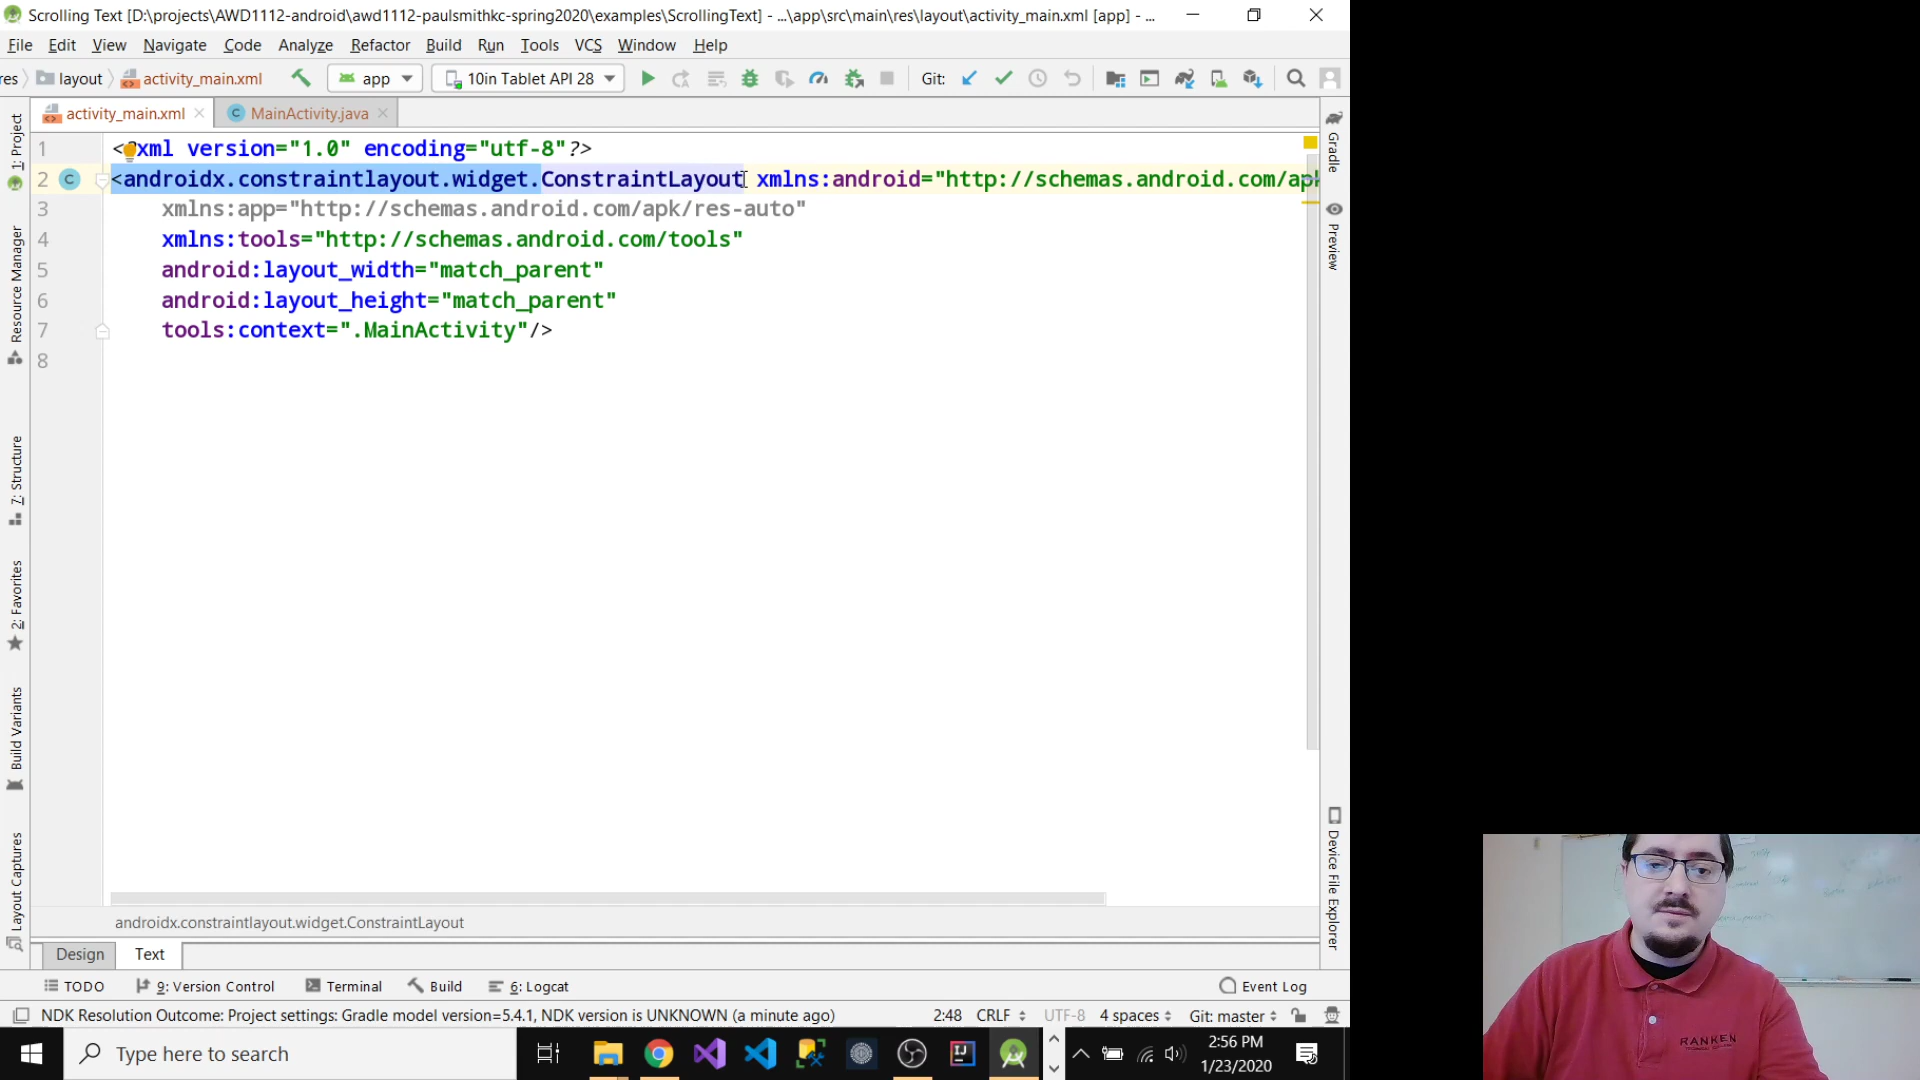 Scrolling Text [D:\projects\AWD1112-android\awd1112-paulsmithkc-spring2020\examples\ScrollingText] - ...\app\src\main\res\layout\activity_main.xml [app] - ...
File Edit View Navigate Code Analyze Refactor Build Run Tools VCS Window Help
res layout activity_main.xml app 10in Tablet API 28 Git:
activity_main.xml MainActivity.java
1 <?xml version="1.0" encoding="utf-8"?>
2 C <androidx.constraintlayout.widget.ConstraintLayout xmlns:android="http://schemas.android.com/ap
3 xmlns:app="http://schemas.android.com/apk/res-auto"
4 xmlns:tools="http://schemas.android.com/tools"
5 android:layout_width="match_parent"
6 android:layout_height="match_parent"
7 tools:context=".MainActivity"/>
8
1: Project
Resource Manager
7: Structure
2: Favorites
Build Variants
Layout Captures
Gradle
Preview
Device File Explorer
androidx.constraintlayout.widget.ConstraintLayout
Design Text
TODO 9: Version Control Terminal Build 6: Logcat Event Log
NDK Resolution Outcome: Project settings: Gradle model version=5.4.1, NDK version is UNKNOWN (a minute ago) 2:48 CRLF UTF-8 4 spaces Git: master
Type here to search
2:56 PM
1/23/2020
RANKEN